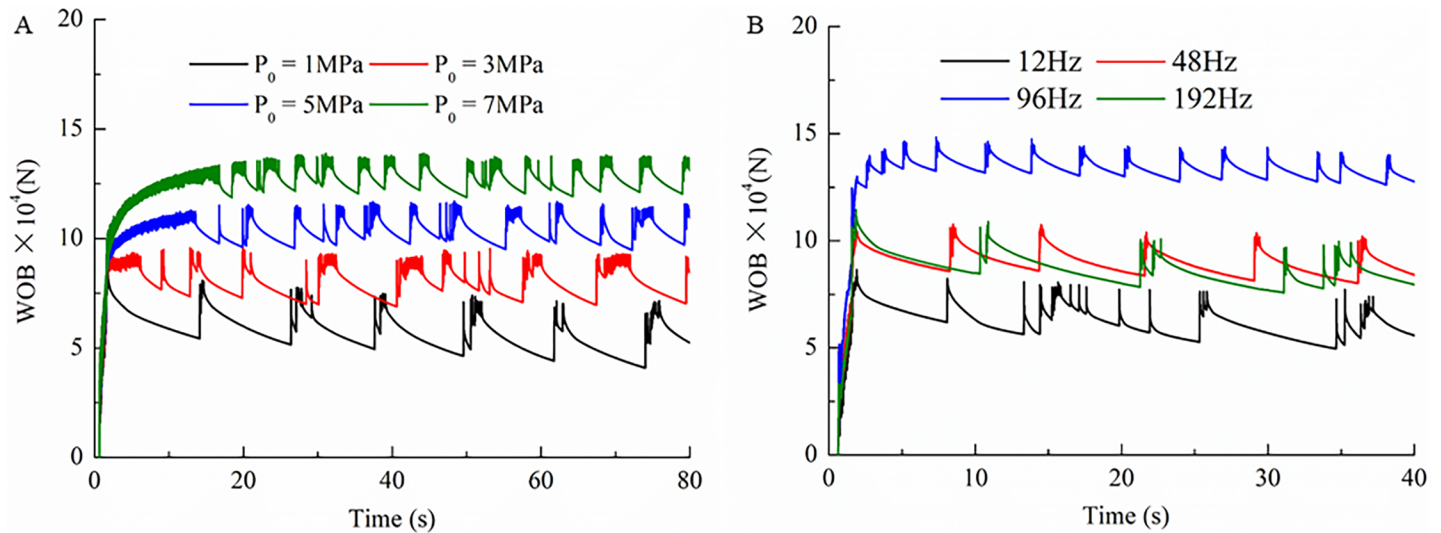 A
P0 = 1MPa P0 = 3MPa
P0 = 5MPa P0 = 7MPa
20
15
10
5
0
WOB × 10^4(N)
0 20 40 60 80
Time (s)
B
12Hz 48Hz
96Hz 192Hz
20
15
10
5
0
WOB × 10^4(N)
0 10 20 30 40
Time (s)